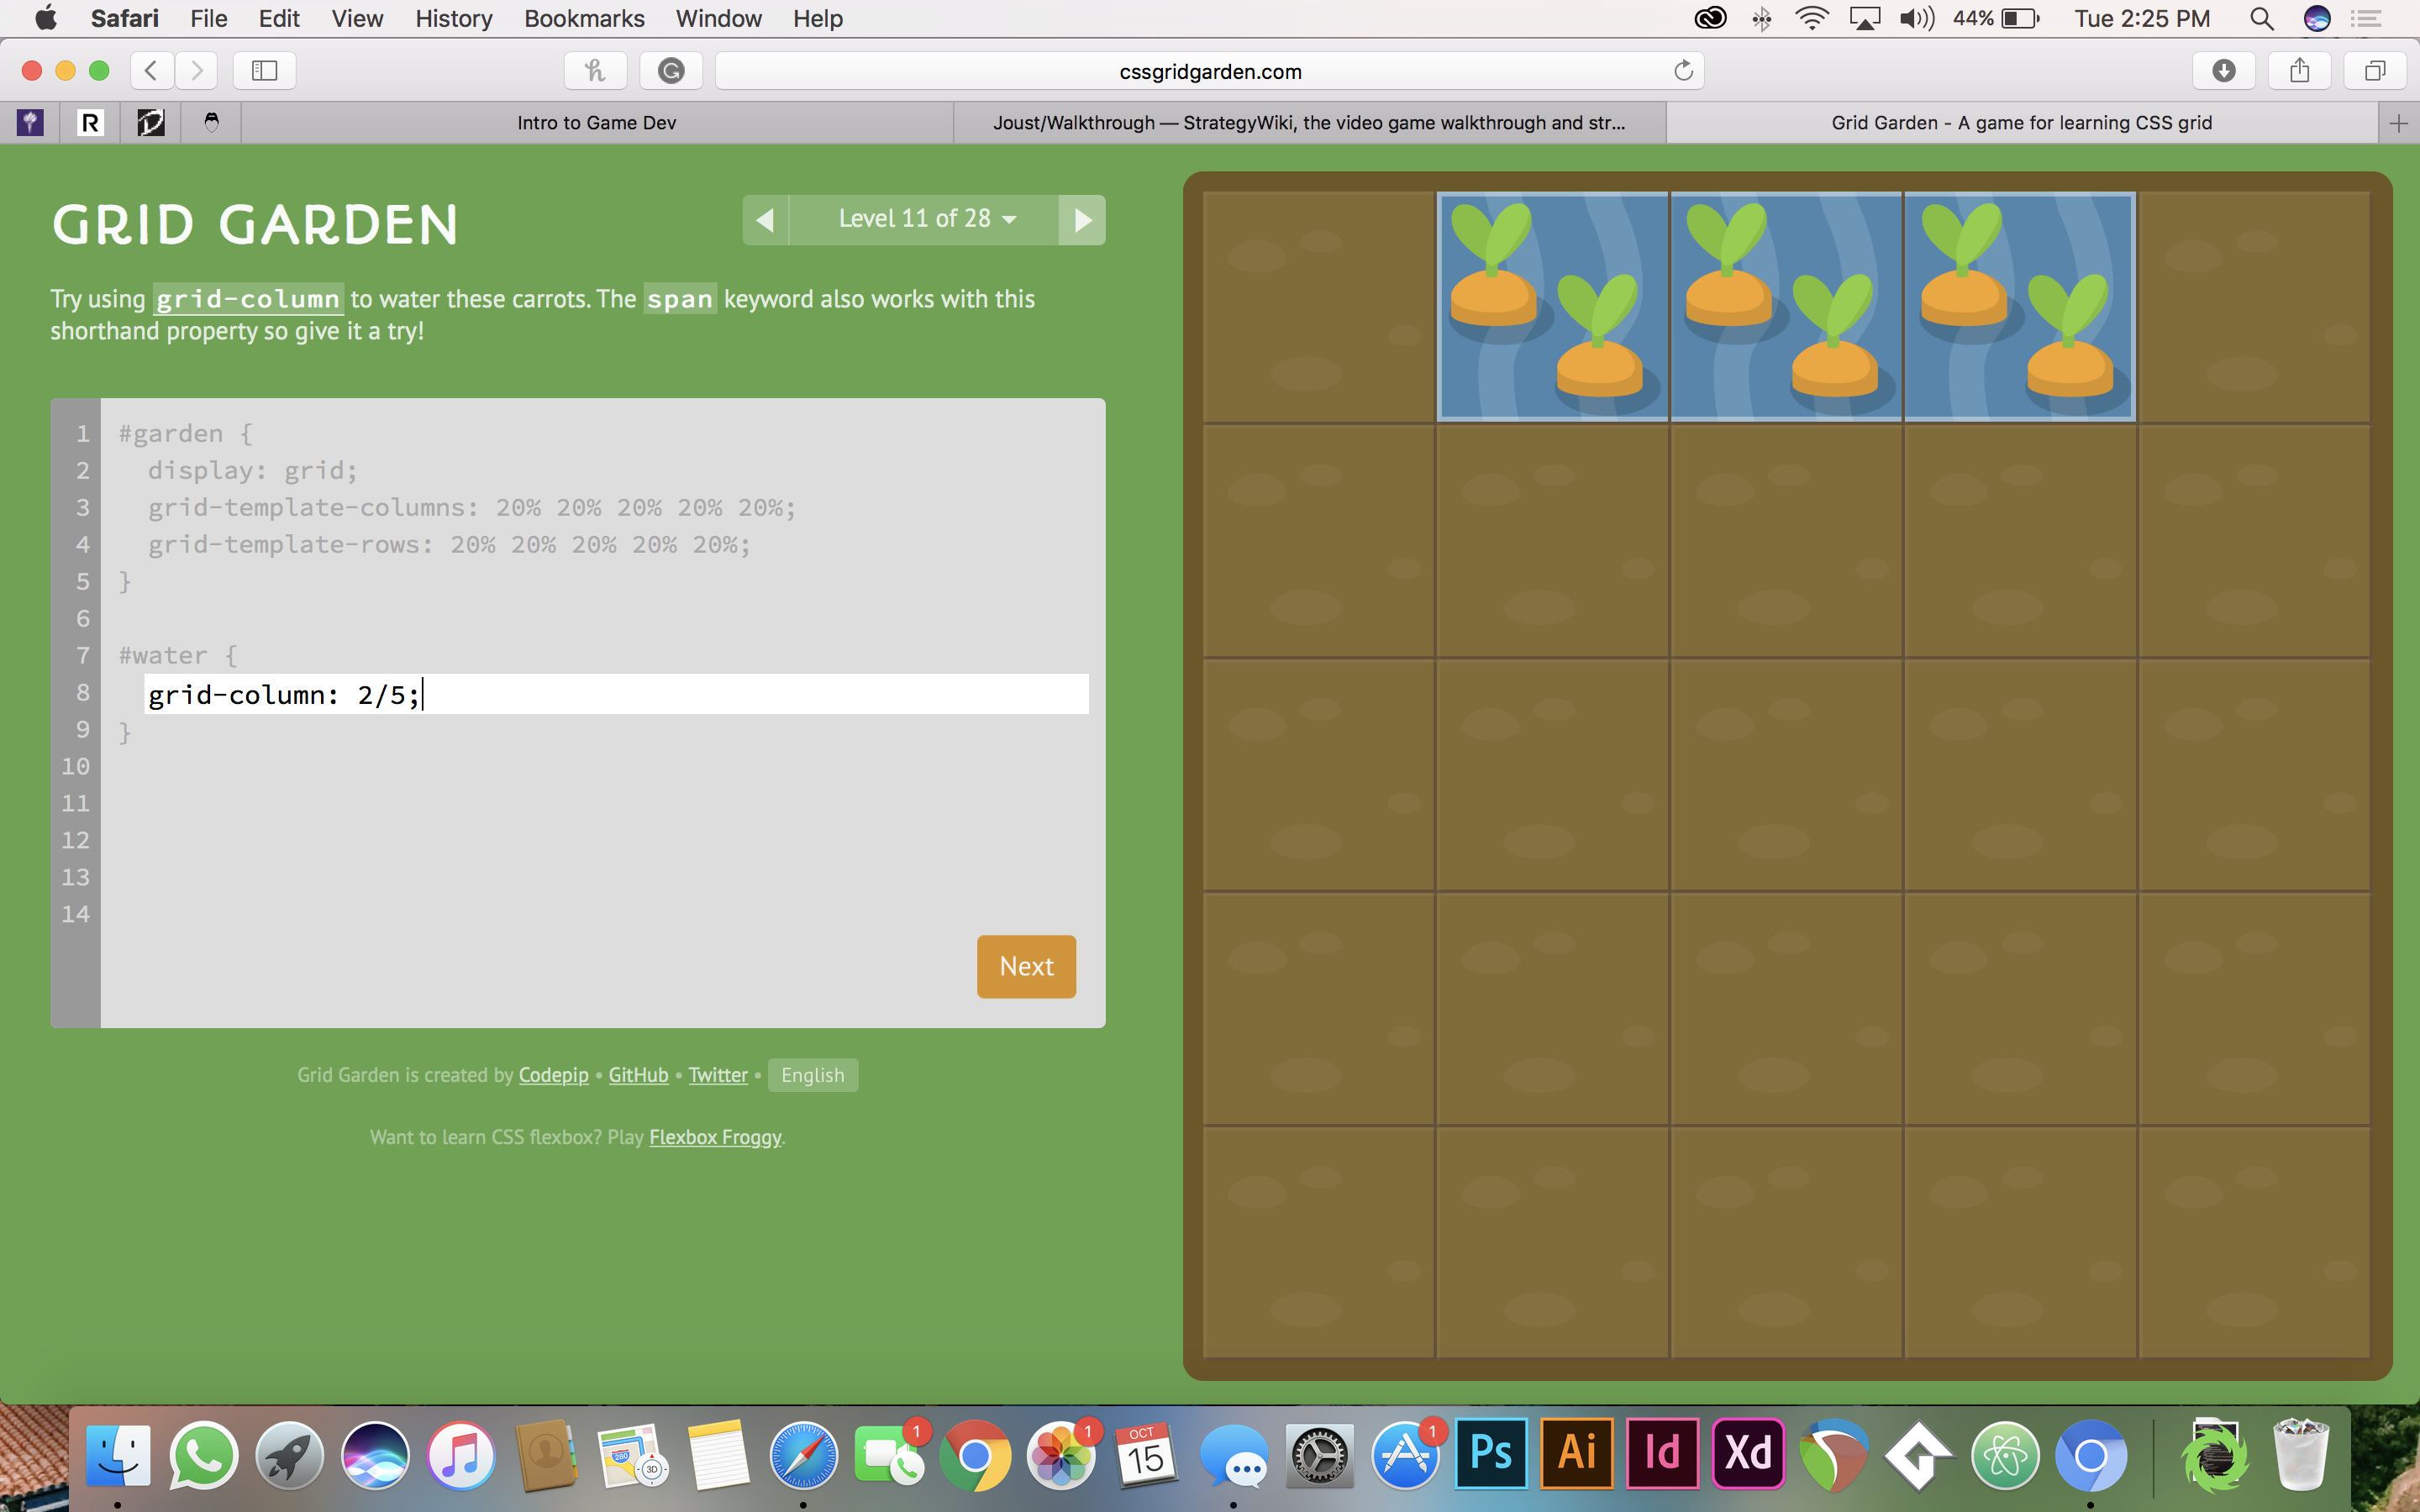 Safari File Edit View History Bookmarks Window Help 44% Tue 2:25 PM
cssgridgarden.com
R Intro to Game Dev Joust/Walkthrough — StrategyWiki, the video game walkthrough and str... Grid Garden - A game for learning CSS grid
GRID GARDEN
Level 11 of 28
Try using grid-column to water these carrots. The span keyword also works with this
shorthand property so give it a try!
1 #garden {
2 display: grid;
3 grid-template-columns: 20% 20% 20% 20% 20%;
4 grid-template-rows: 20% 20% 20% 20% 20%;
5 }
6
7 #water {
8 grid-column: 2/5;
9 }
10
11
12
13
14
Next
Grid Garden is created by Codepip • GitHub • Twitter • English
Want to learn CSS flexbox? Play Flexbox Froggy.
280 3D 1 1 OCT 15 1 Ps Ai Id Xd